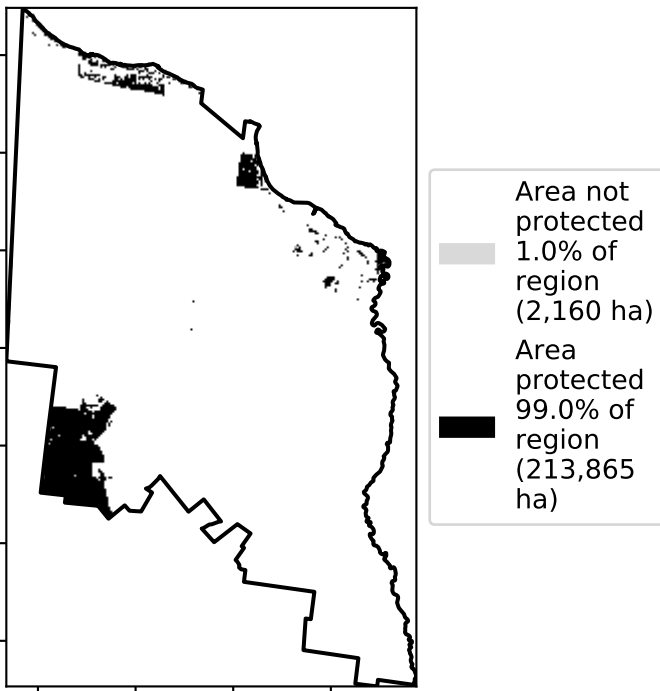 Area not
protected
1.0% of
region
(2,160 ha)
Area
protected
99.0% of
region
(213,865
ha)